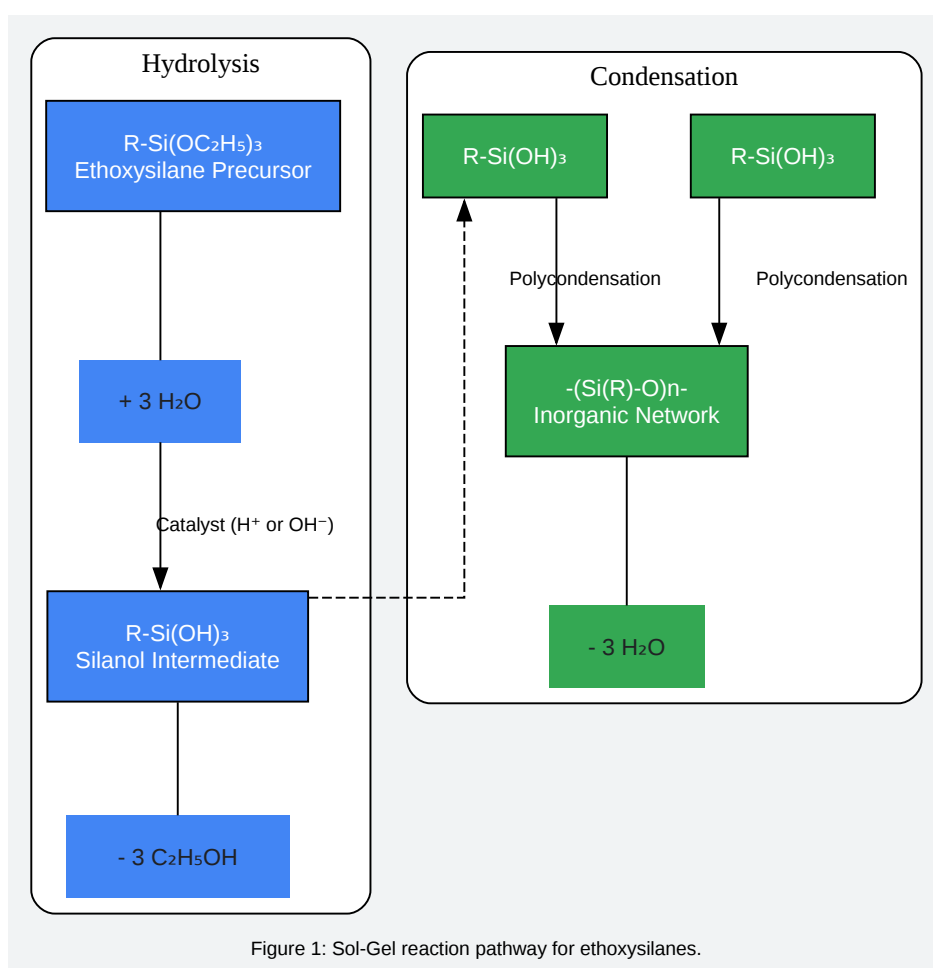 Hydrolysis
R-Si(OC₂H₅)₃
Ethoxysilane Precursor
+ 3 H₂O
Catalyst (H⁺ or OH⁻)
R-Si(OH)₃
Silanol Intermediate
- 3 C₂H₅OH
Condensation
R-Si(OH)₃
R-Si(OH)₃
Polycondensation
Polycondensation
-(Si(R)-O)n-
Inorganic Network
- 3 H₂O
Figure 1: Sol-Gel reaction pathway for ethoxysilanes.